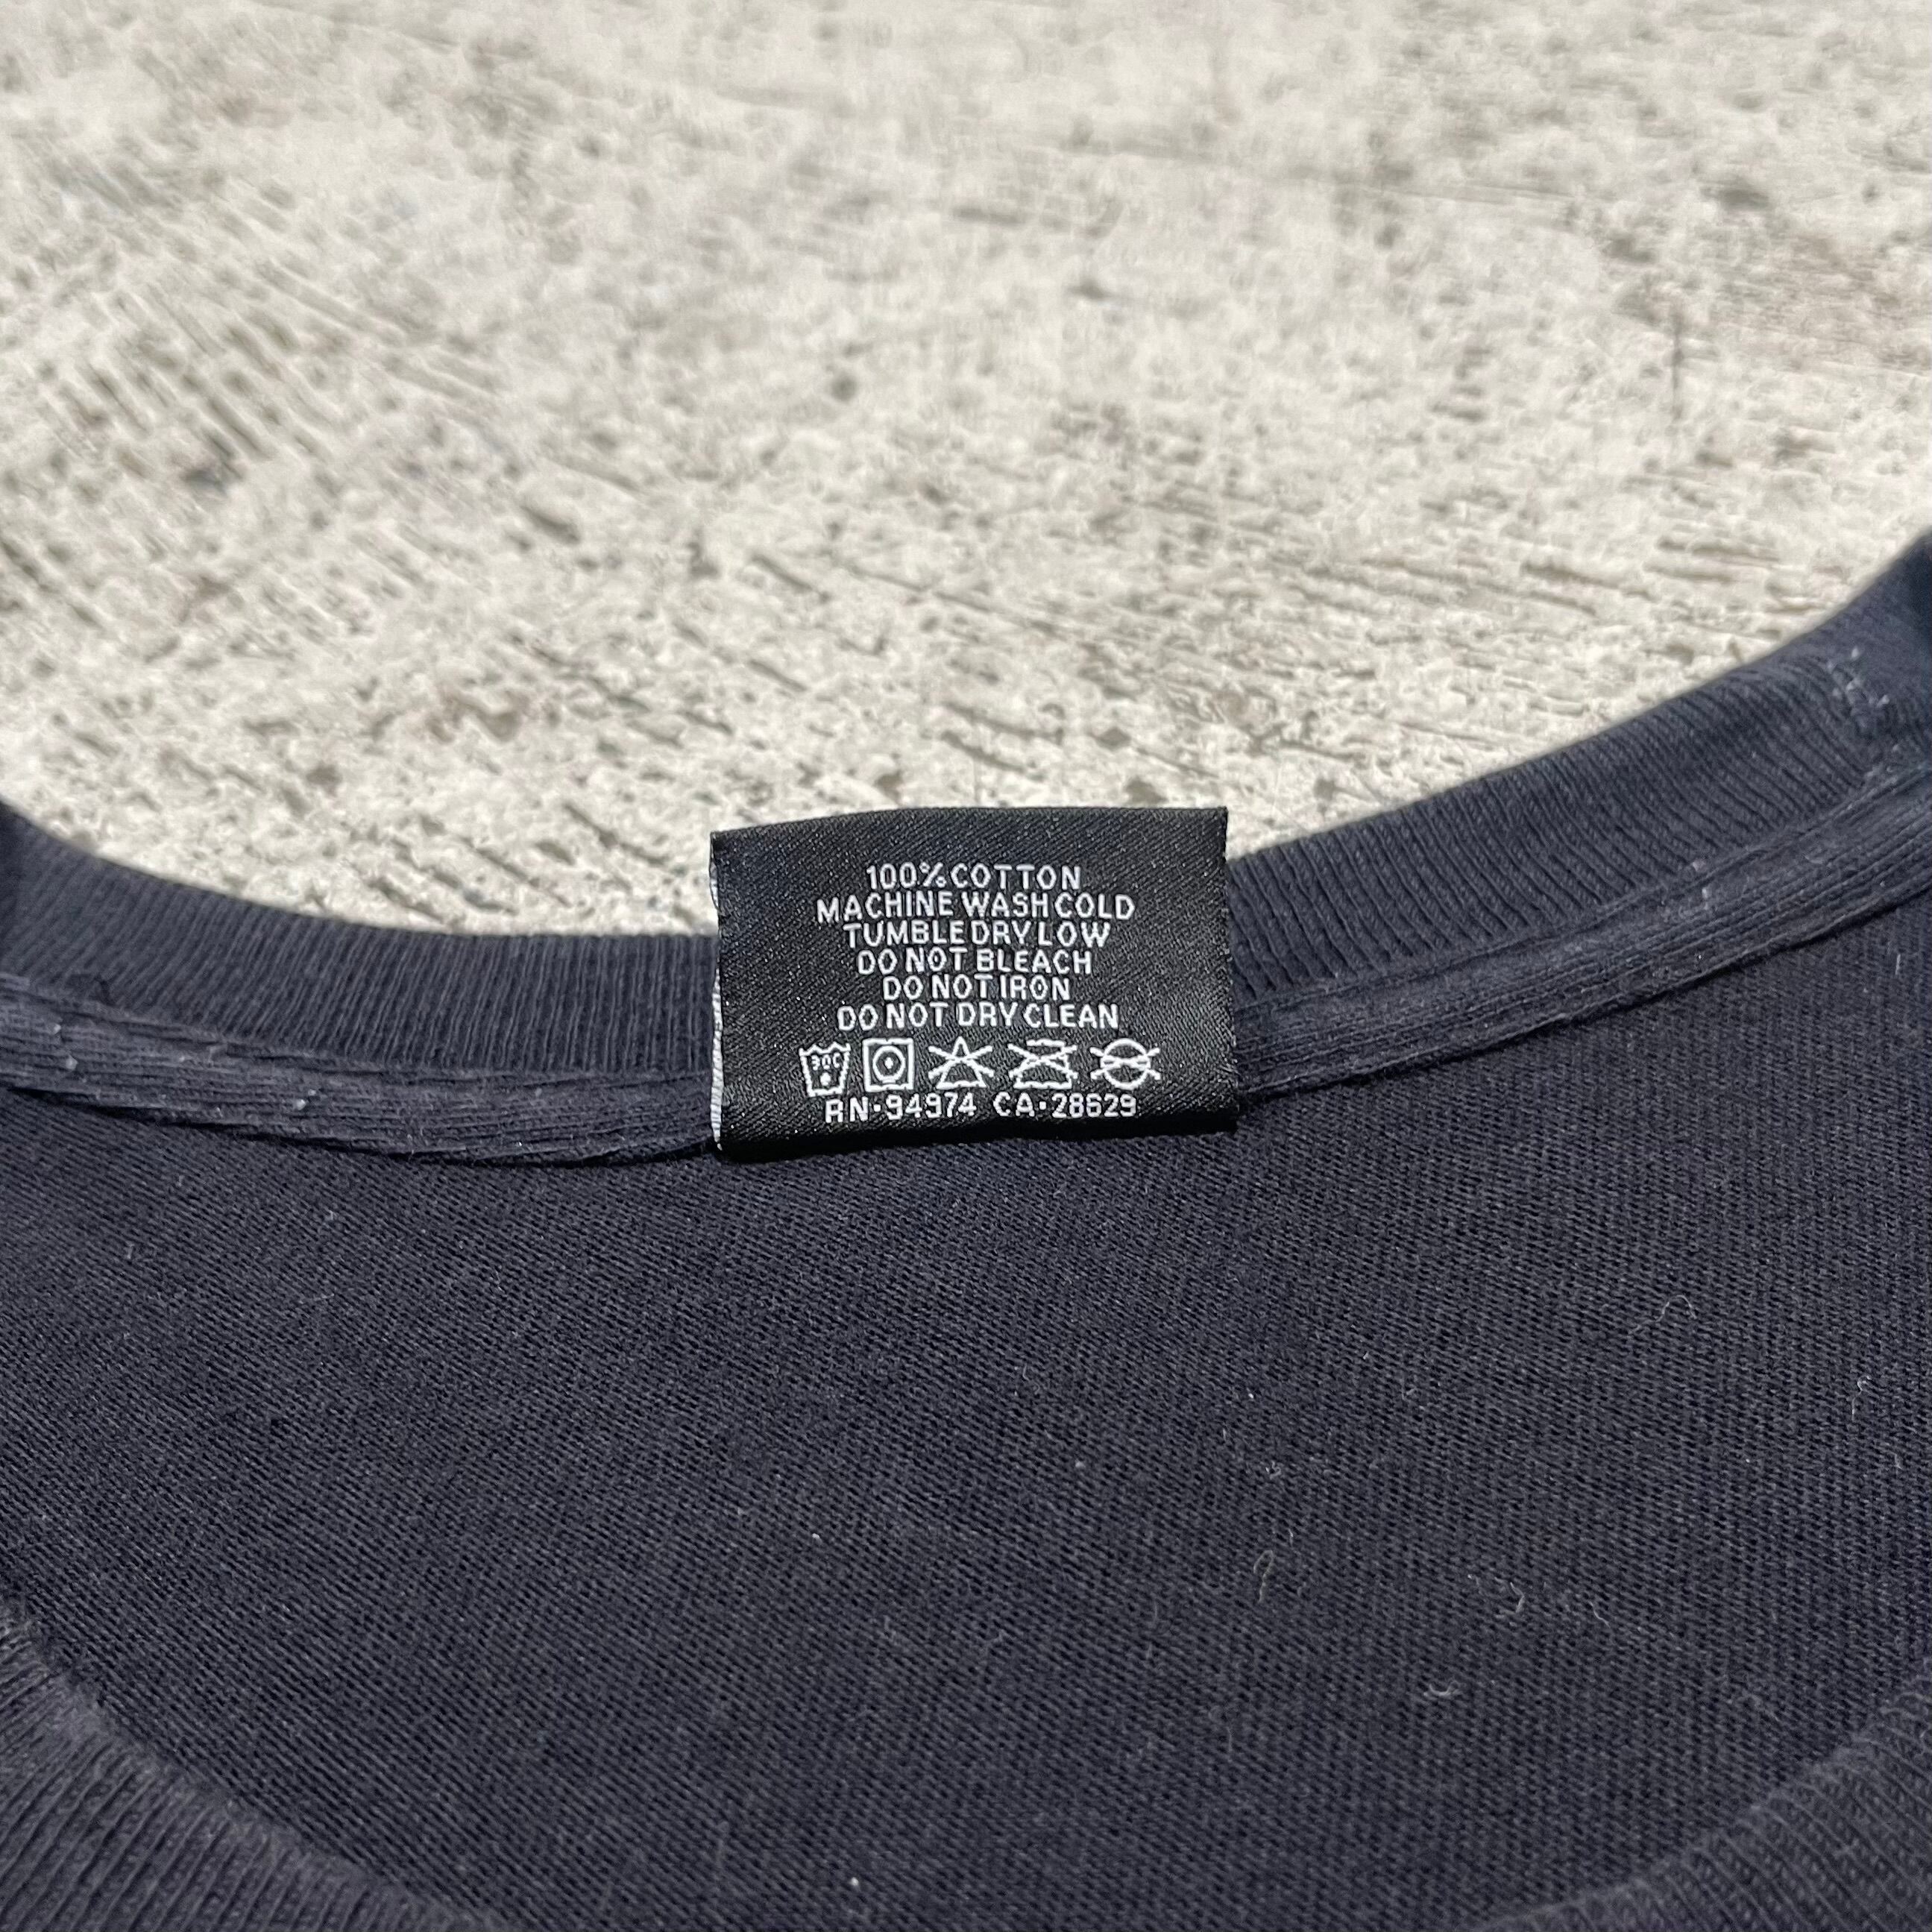 100% COTTON
MACHINE WASH COLD
TUMBLE DRY LOW
DO NOT BLEACH
DO NOT IRON
DO NOT DRY CLEAN
30C
RN·94974 CA·28629